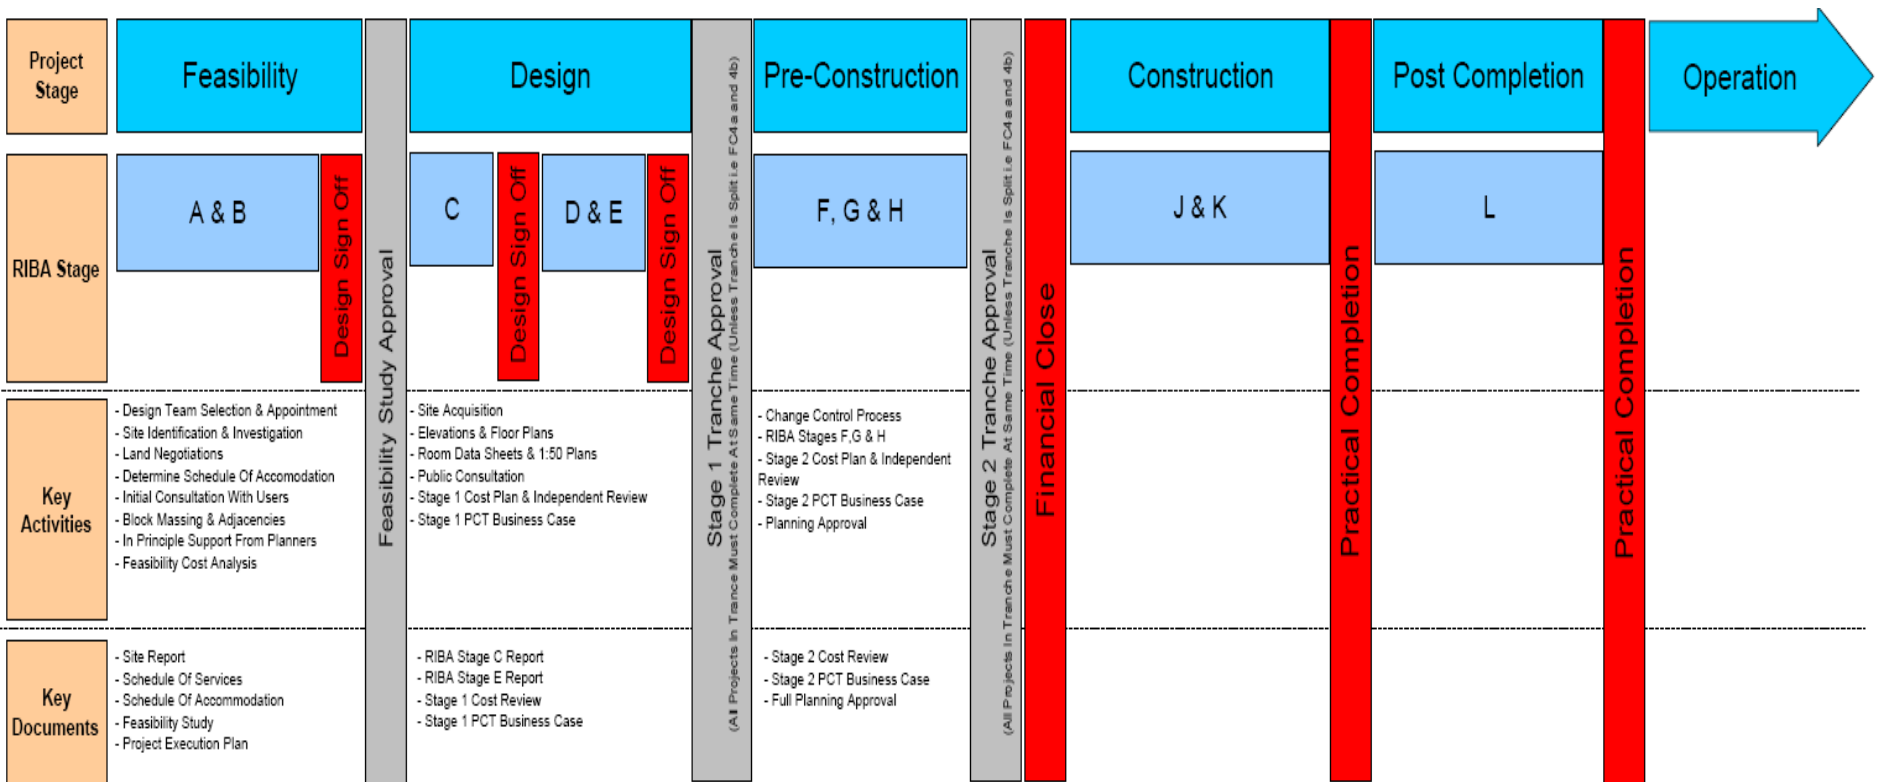 Project
Stage
Feasibility
Design
Pre-Construction
Construction
Post Completion
Operation
RIBA Stage
A & B
Design Sign Off
Feasibility Study Approval
C
Design Sign Off
D & E
Design Sign Off
Stage 1 Tranche Approval
(All Projects In Trance Must Complete At Same Time (Unless Tranche Is Split i.e FC4a and 4b)
F, G & H
Stage 2 Tranche Approval
(All Projects In Tranche Must Complete At Same Time (Unless Tranche Is Split i.e FC4a and 4b)
Financial Close
J & K
Practical Completion
L
Practical Completion
Key
Activities
- Design Team Selection & Appointment
- Site Identification & Investigation
- Land Negotiations
- Determine Schedule Of Accomodation
- Initial Consultation With Users
- Block Massing & Adjacencies
- In Principle Support From Planners
- Feasibility Cost Analysis
- Site Acquisition
- Elevations & Floor Plans
- Room Data Sheets & 1:50 Plans
- Public Consultation
- Stage 1 Cost Plan & Independent Review
- Stage 1 PCT Business Case
- Change Control Process
- RIBA Stages F,G & H
- Stage 2 Cost Plan & Independent
Review
- Stage 2 PCT Business Case
- Planning Approval
Key
Documents
- Site Report
- Schedule Of Services
- Schedule Of Accommodation
- Feasibility Study
- Project Execution Plan
- RIBA Stage C Report
- RIBA Stage E Report
- Stage 1 Cost Review
- Stage 1 PCT Business Case
- Stage 2 Cost Review
- Stage 2 PCT Business Case
- Full Planning Approval